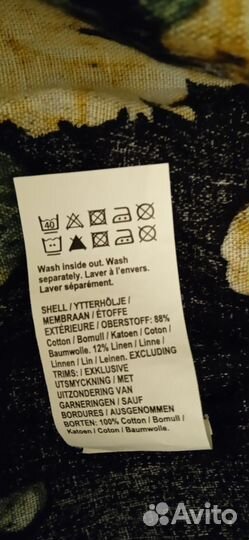 40
Wash inside out. Wash
separately. Laver à l'envers.
Laver séparément.
SHELL / YTTERHÖLJE /
MEMBRAAN / ÉTOFFE
EXTÉRIEURE / OBERSTOFF: 88%
Cotton / Bomull / Katoen / Coton /
Baumwolle. 12% Linen / Linne /
Linnen / Lin / Leinen. EXCLUDING
TRIMS: / EXKLUSIVE
UTSMYCKNING / MET
UITZONDERING VAN
GARNERINGEN / SAUF
BORDURES / AUSGENOMMEN
BORTEN: 100% Cotton / Bomull /
Katoen / Coton / Baumwolle.
Avito